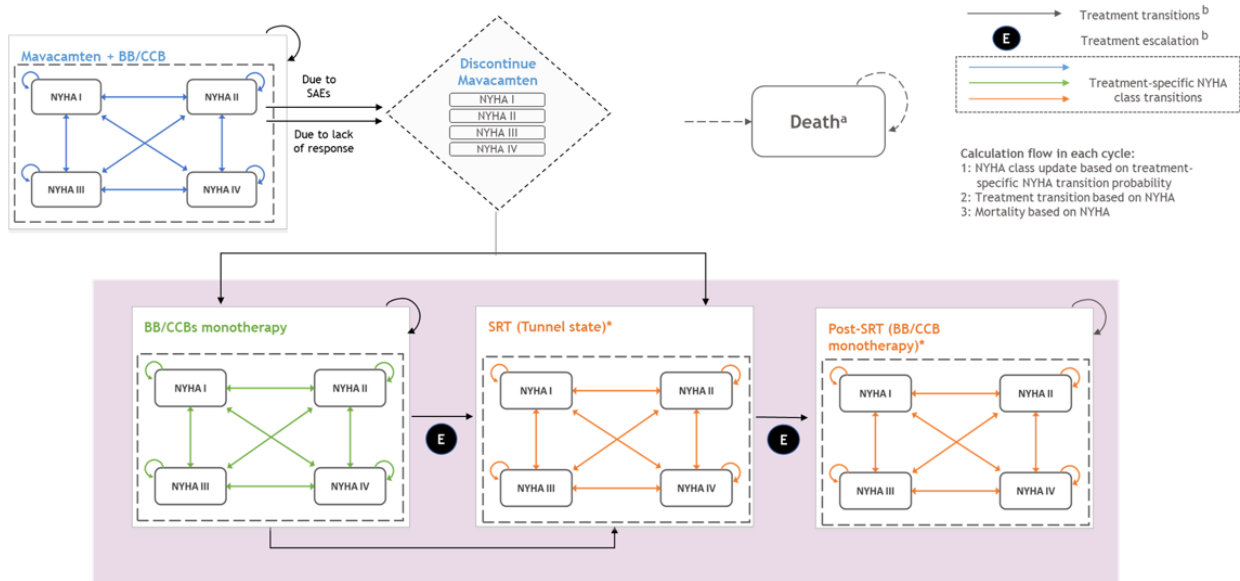 Mavacamten + BB/CCB
NYHA I
NYHA II
NYHA III
NYHA IV
Due to
SAEs
Due to lack
of response
Discontinue
Mavacamten
NYHA I
NYHA II
NYHA III
NYHA IV
Death a
Treatment transitions b
E
Treatment escalation b
Treatment-specific NYHA
class transitions
Calculation flow in each cycle:
1: NYHA class update based on treatment-
specific NYHA transition probability
2: Treatment transition based on NYHA
3: Mortality based on NYHA
BB/CCBs monotherapy
NYHA I
NYHA II
NYHA III
NYHA IV
E
SRT (Tunnel state)*
NYHA I
NYHA II
NYHA III
NYHA IV
E
Post-SRT (BB/CCB
monotherapy)*
NYHA I
NYHA II
NYHA III
NYHA IV